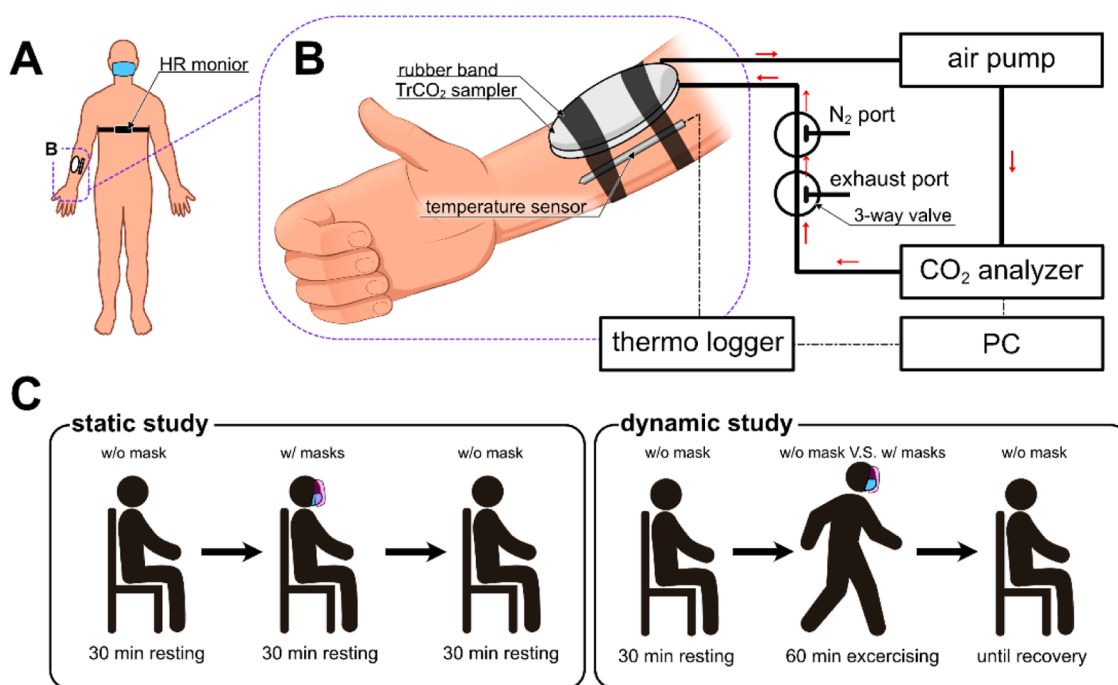 A
HR monior
B
B
rubber band
TrCO₂ sampler
temperature sensor
air pump
N₂ port
exhaust port
3-way valve
CO₂ analyzer
thermo logger
PC
C
static study
w/o mask
w/ masks
w/o mask
30 min resting
30 min resting
30 min resting
dynamic study
w/o mask
w/o mask V.S. w/ masks
w/o mask
30 min resting
60 min excercising
until recovery